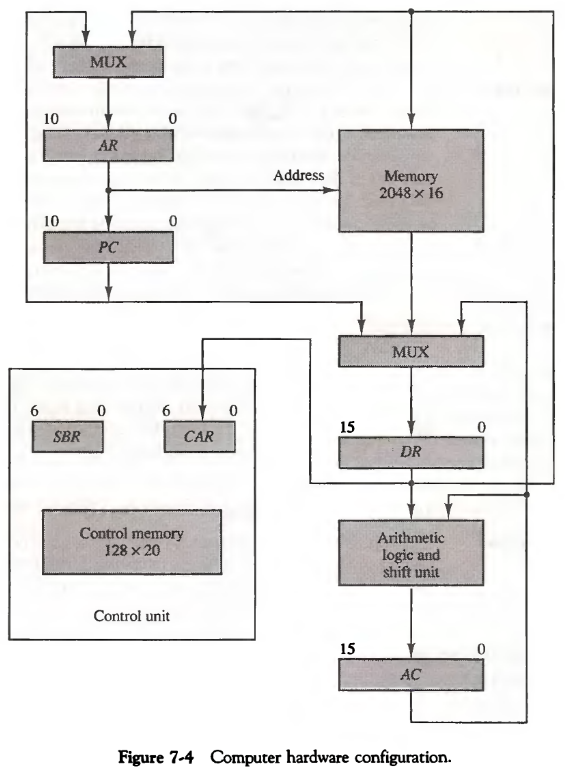 MUX
10 0
AR
Address
Memory
2048 × 16
10 0
PC
MUX
6 0 6 0
SBR CAR
15 0
DR
Control memory
128 × 20
Arithmetic
logic and
shift unit
Control unit
15 0
AC
Figure 7-4 Computer hardware configuration.